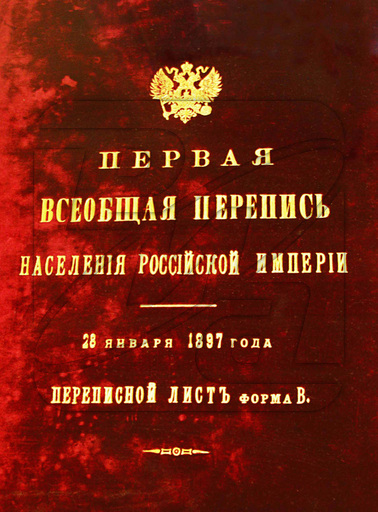 ПЕРВАЯ
ВСЕОБЩАЯ ПЕРЕПИСЬ
НАСЕЛЕНІЯ РОССІЙСКОЙ ИМПЕРІИ
28 ЯНВАРЯ 1897 ГОДА
ПЕРЕПИСНОЙ ЛИСТЪ ФОРМА В.